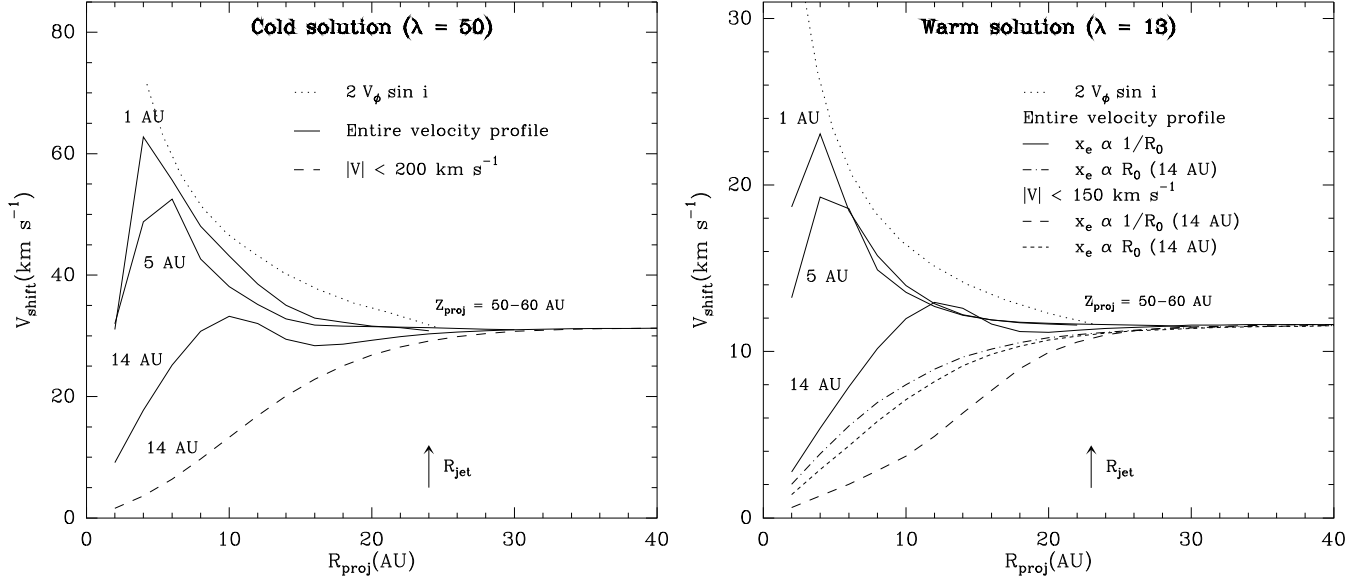 Cold solution (λ = 50)
2 V_ϕ sin i
Entire velocity profile
|V| < 200 km s⁻¹
1 AU
5 AU
14 AU
14 AU
Z_proj = 50−60 AU
R_jet
V_shift(km s⁻¹)
80
60
40
20
0
0
10
20
30
40
R_proj(AU)
Warm solution (λ = 13)
2 V_ϕ sin i
Entire velocity profile
x_e α 1/R_0
x_e α R_0 (14 AU)
|V| < 150 km s⁻¹
x_e α 1/R_0 (14 AU)
x_e α R_0 (14 AU)
1 AU
5 AU
14 AU
Z_proj = 50−60 AU
R_jet
V_shift(km s⁻¹)
30
20
10
0
0
10
20
30
40
R_proj(AU)